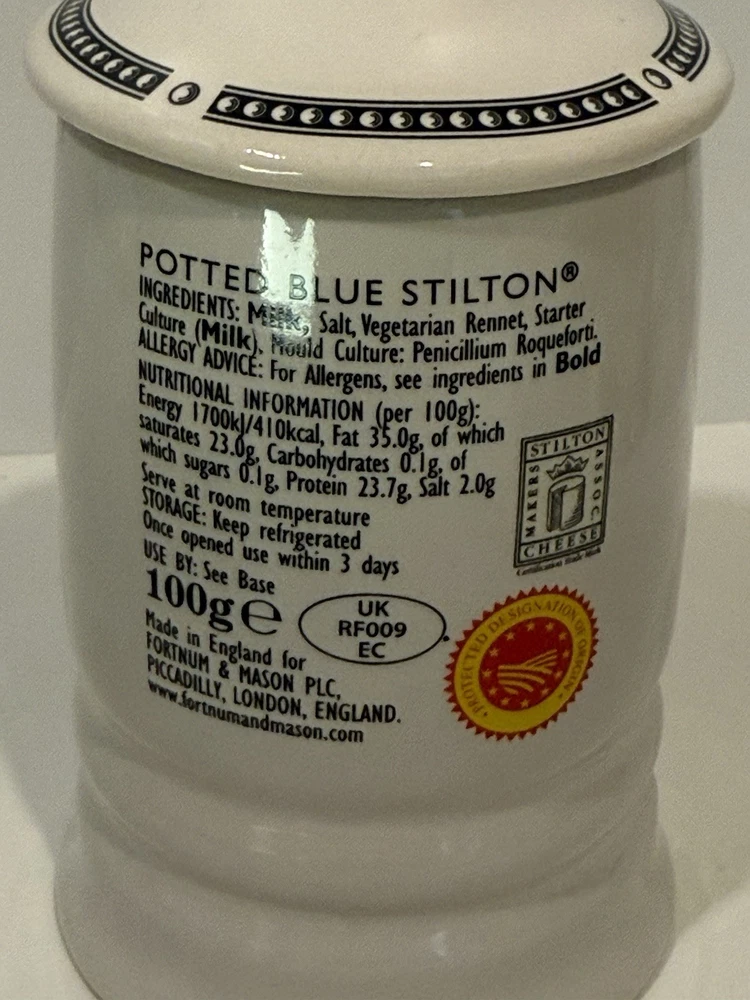 POTTED BLUE STILTON®
INGREDIENTS: Milk, Salt, Vegetarian Rennet, Starter
Culture (Milk), Mould Culture: Penicillium Roqueforti.
ALLERGY ADVICE: For Allergens, see ingredients in Bold
NUTRITIONAL INFORMATION (per 100g):
Energy 1700kJ/410kcal, Fat 35.0g, of which
saturates 23.0g, Carbohydrates 0.1g, of
which sugars 0.1g, Protein 23.7g, Salt 2.0g
Serve at room temperature
STORAGE: Keep refrigerated
Once opened use within 3 days
USE BY: See Base
100g e
Made in England for
FORTNUM & MASON PLC,
PICCADILLY, LONDON, ENGLAND.
www.fortnumandmason.com
UK
RF009
EC
STILTON
MAKERS
ASSOC
CHEESE
Certification Trade Mark
PROTECTED DESIGNATION OF ORIGIN